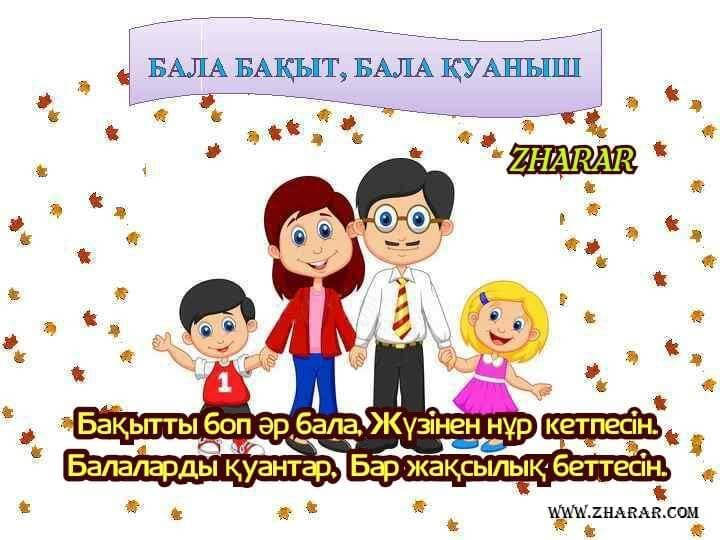 БАЛА БАҚЫТ, БАЛА ҚУАНЫШ
ZHARAR
1
Бақытты боп әр бала, Жүзінен нұр кетпесін.
Балаларды қуантар, Бар жақсылық беттесін.
WWW.ZHARAR.COM